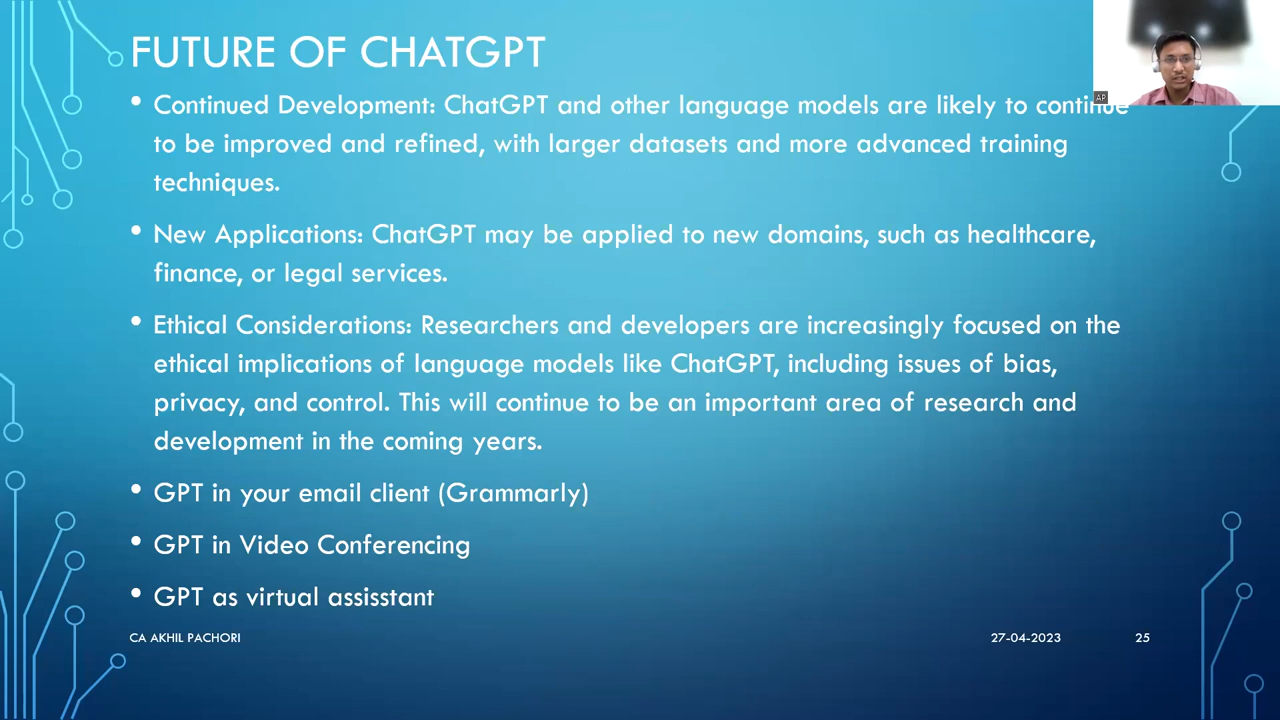 FUTURE OF CHATGPT
• Continued Development: ChatGPT and other language models are likely to continue
to be improved and refined, with larger datasets and more advanced training
techniques.
• New Applications: ChatGPT may be applied to new domains, such as healthcare,
finance, or legal services.
• Ethical Considerations: Researchers and developers are increasingly focused on the
ethical implications of language models like ChatGPT, including issues of bias,
privacy, and control. This will continue to be an important area of research and
development in the coming years.
• GPT in your email client (Grammarly)
• GPT in Video Conferencing
• GPT as virtual assisstant
AP
CA AKHIL PACHORI
27-04-2023
25